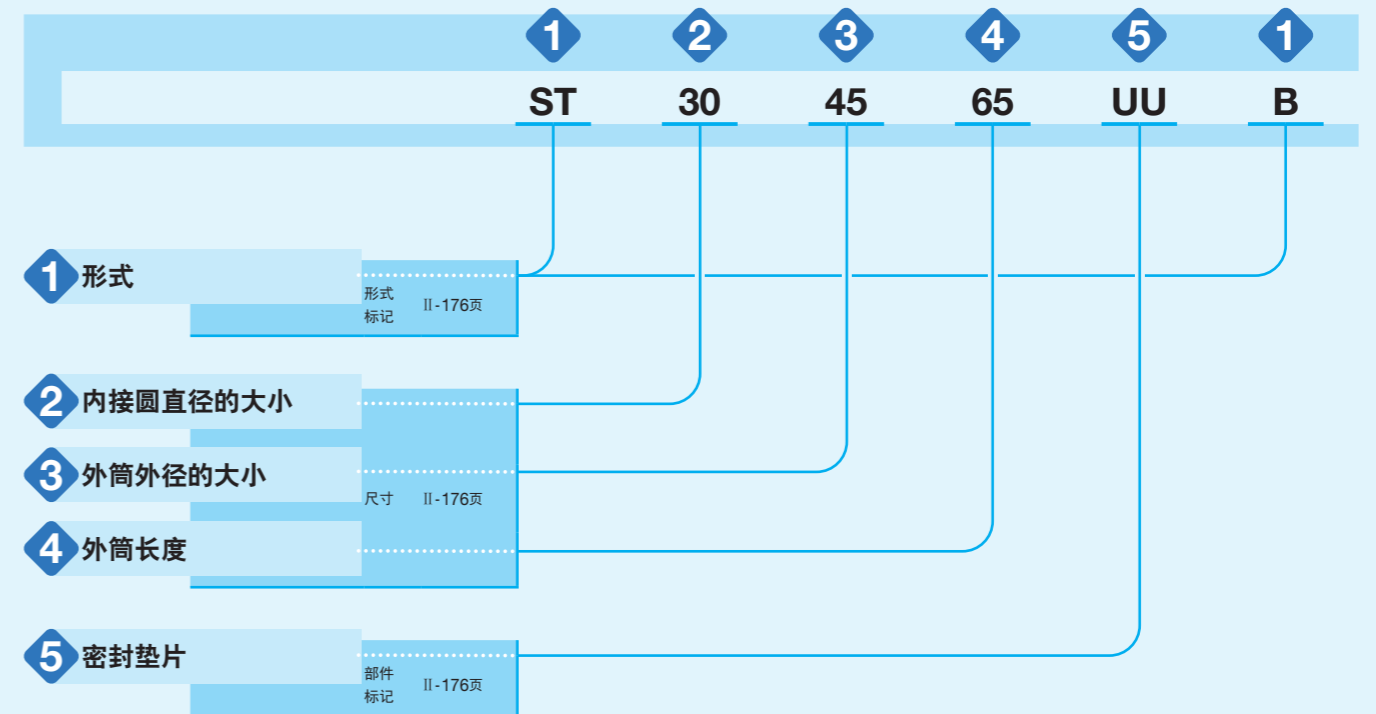 1 2 3 4 5 1
ST 30 45 65 UU B
1 形式
形式
标记 Ⅱ-176页
2 内接圆直径的大小
3 外筒外径的大小
尺寸 Ⅱ-176页
4 外筒长度
5 密封垫片
部件
标记 Ⅱ-176页